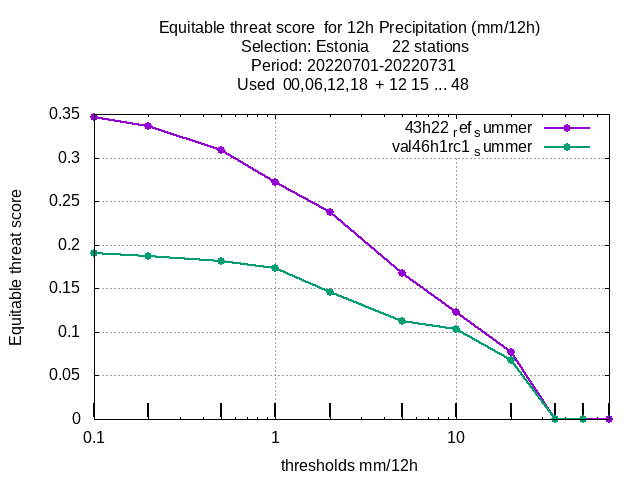 Equitable threat score for 12h Precipitation (mm/12h)
Selection: Estonia 22 stations
Period: 20220701-20220731
Used 00,06,12,18 + 12 15 ... 48
43h22 ref summer
val46h1rc1 summer
Equitable threat score
0.35
0.3
0.25
0.2
0.15
0.1
0.05
0
0.1 1 10
thresholds mm/12h